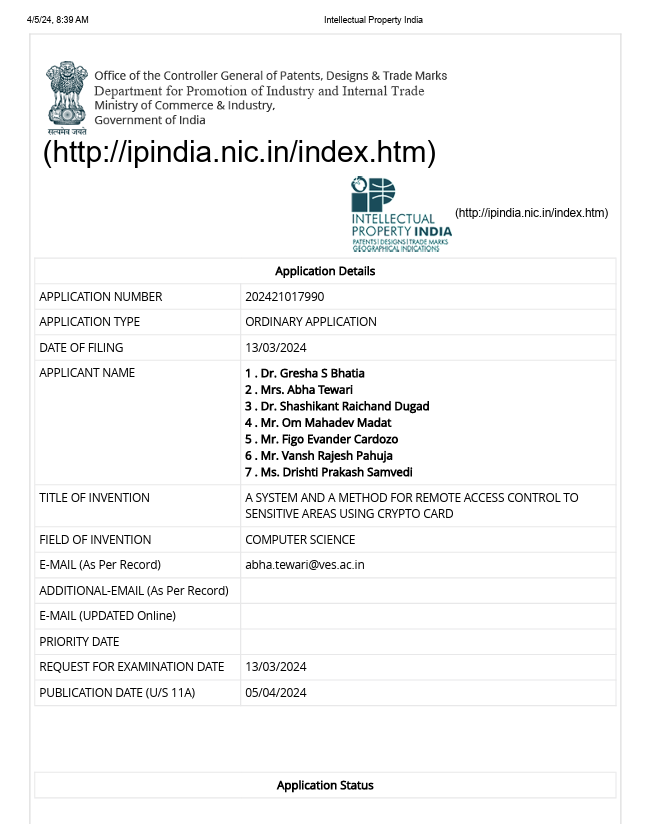 4/5/24, 8:39 AM
Intellectual Property India
Office of the Controller General of Patents, Designs & Trade Marks
Department for Promotion of Industry and Internal Trade
Ministry of Commerce & Industry,
Government of India
सत्यमेव जयते
(http://ipindia.nic.in/index.htm)
INTELLECTUAL
PROPERTY INDIA
PATENTS | DESIGNS | TRADE MARKS
GEOGRAPHICAL INDICATIONS
(http://ipindia.nic.in/index.htm)
Application Details
APPLICATION NUMBER 202421017990
APPLICATION TYPE ORDINARY APPLICATION
DATE OF FILING 13/03/2024
APPLICANT NAME 1 . Dr. Gresha S Bhatia
2 . Mrs. Abha Tewari
3 . Dr. Shashikant Raichand Dugad
4 . Mr. Om Mahadev Madat
5 . Mr. Figo Evander Cardozo
6 . Mr. Vansh Rajesh Pahuja
7 . Ms. Drishti Prakash Samvedi
TITLE OF INVENTION A SYSTEM AND A METHOD FOR REMOTE ACCESS CONTROL TO
SENSITIVE AREAS USING CRYPTO CARD
FIELD OF INVENTION COMPUTER SCIENCE
E-MAIL (As Per Record) abha.tewari@ves.ac.in
ADDITIONAL-EMAIL (As Per Record)
E-MAIL (UPDATED Online)
PRIORITY DATE
REQUEST FOR EXAMINATION DATE 13/03/2024
PUBLICATION DATE (U/S 11A) 05/04/2024
Application Status